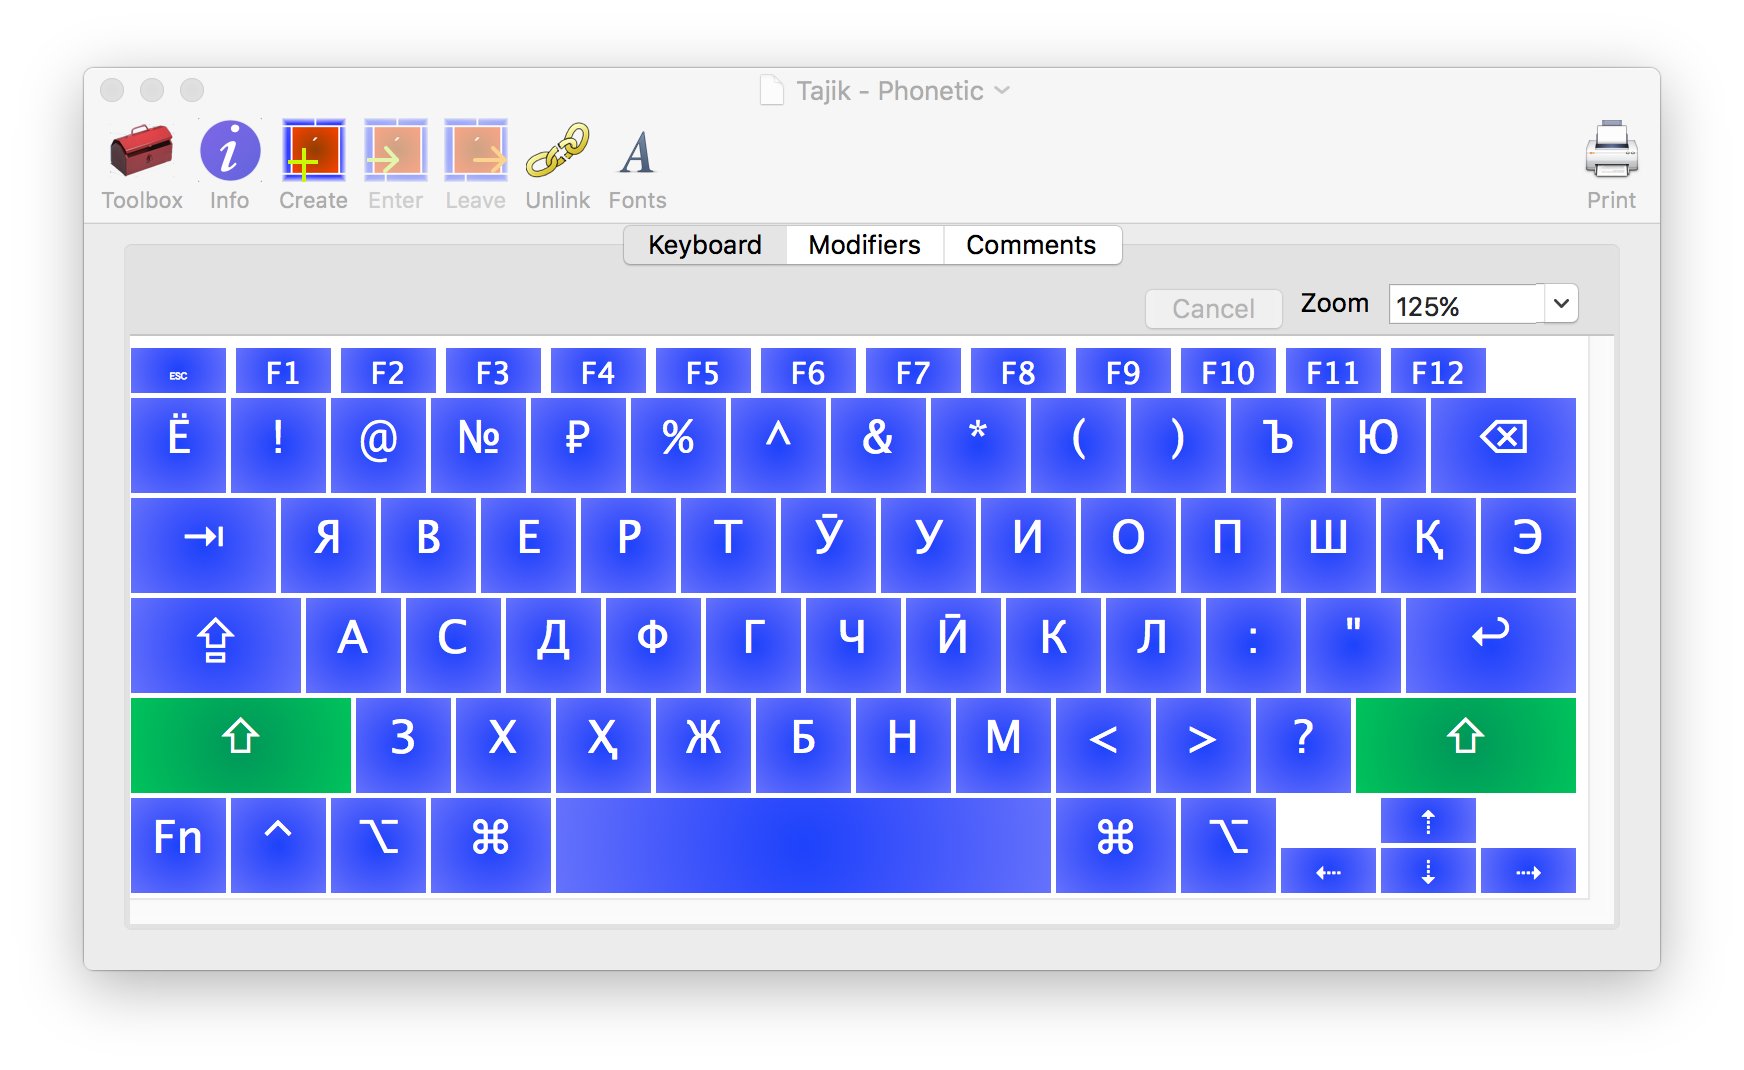 Tajik - Phonetic
Toolbox Info Create Enter Leave Unlink Fonts Print
Keyboard Modifiers Comments
Cancel Zoom 125%
ESC F1 F2 F3 F4 F5 F6 F7 F8 F9 F10 F11 F12
Ё ! @ № ₽ % ^ & * ( ) Ъ Ю ⌫
⇥ Я В Е Р Т Ӯ У И О П Ш Қ Э
⇪ А С Д Ф Г Ч Ӣ К Л : " ↩
⇧ З Х Ҳ Ж Б Н М < > ? ⇧
Fn ⌃ ⌥ ⌘ ⌘ ⌥ ⇡
⇠ ⇣ ⇢